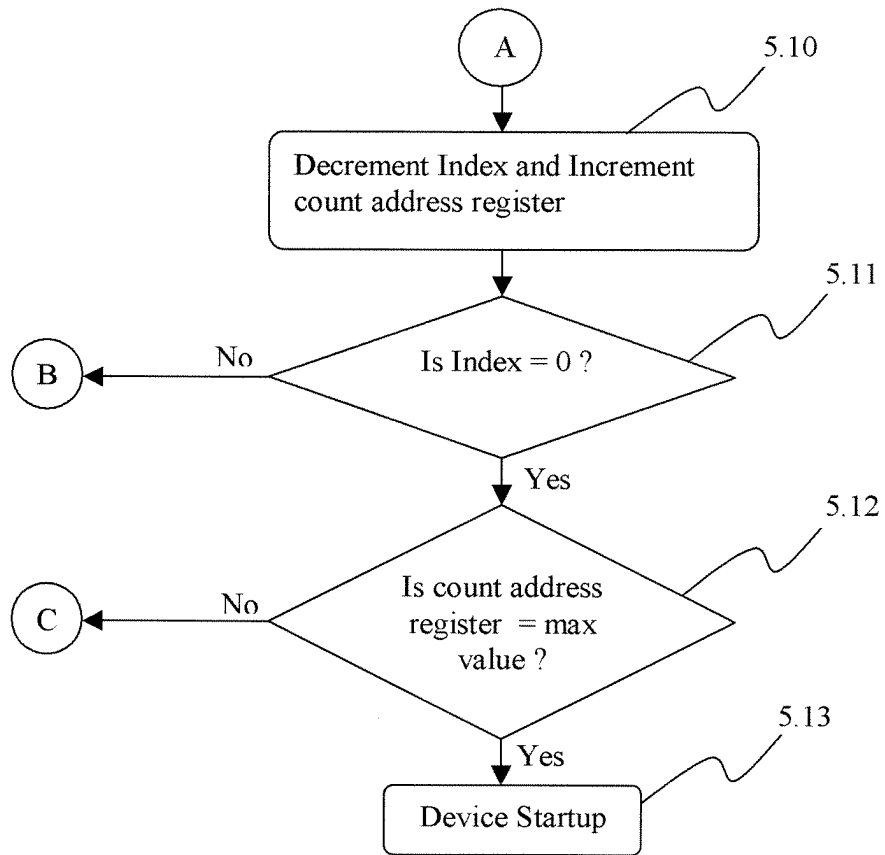 A
5.10
Decrement Index and Increment
count address register
5.11
Is Index = 0 ?
No
B
Yes
5.12
Is count address
register = max
value ?
No
C
Yes
5.13
Device Startup